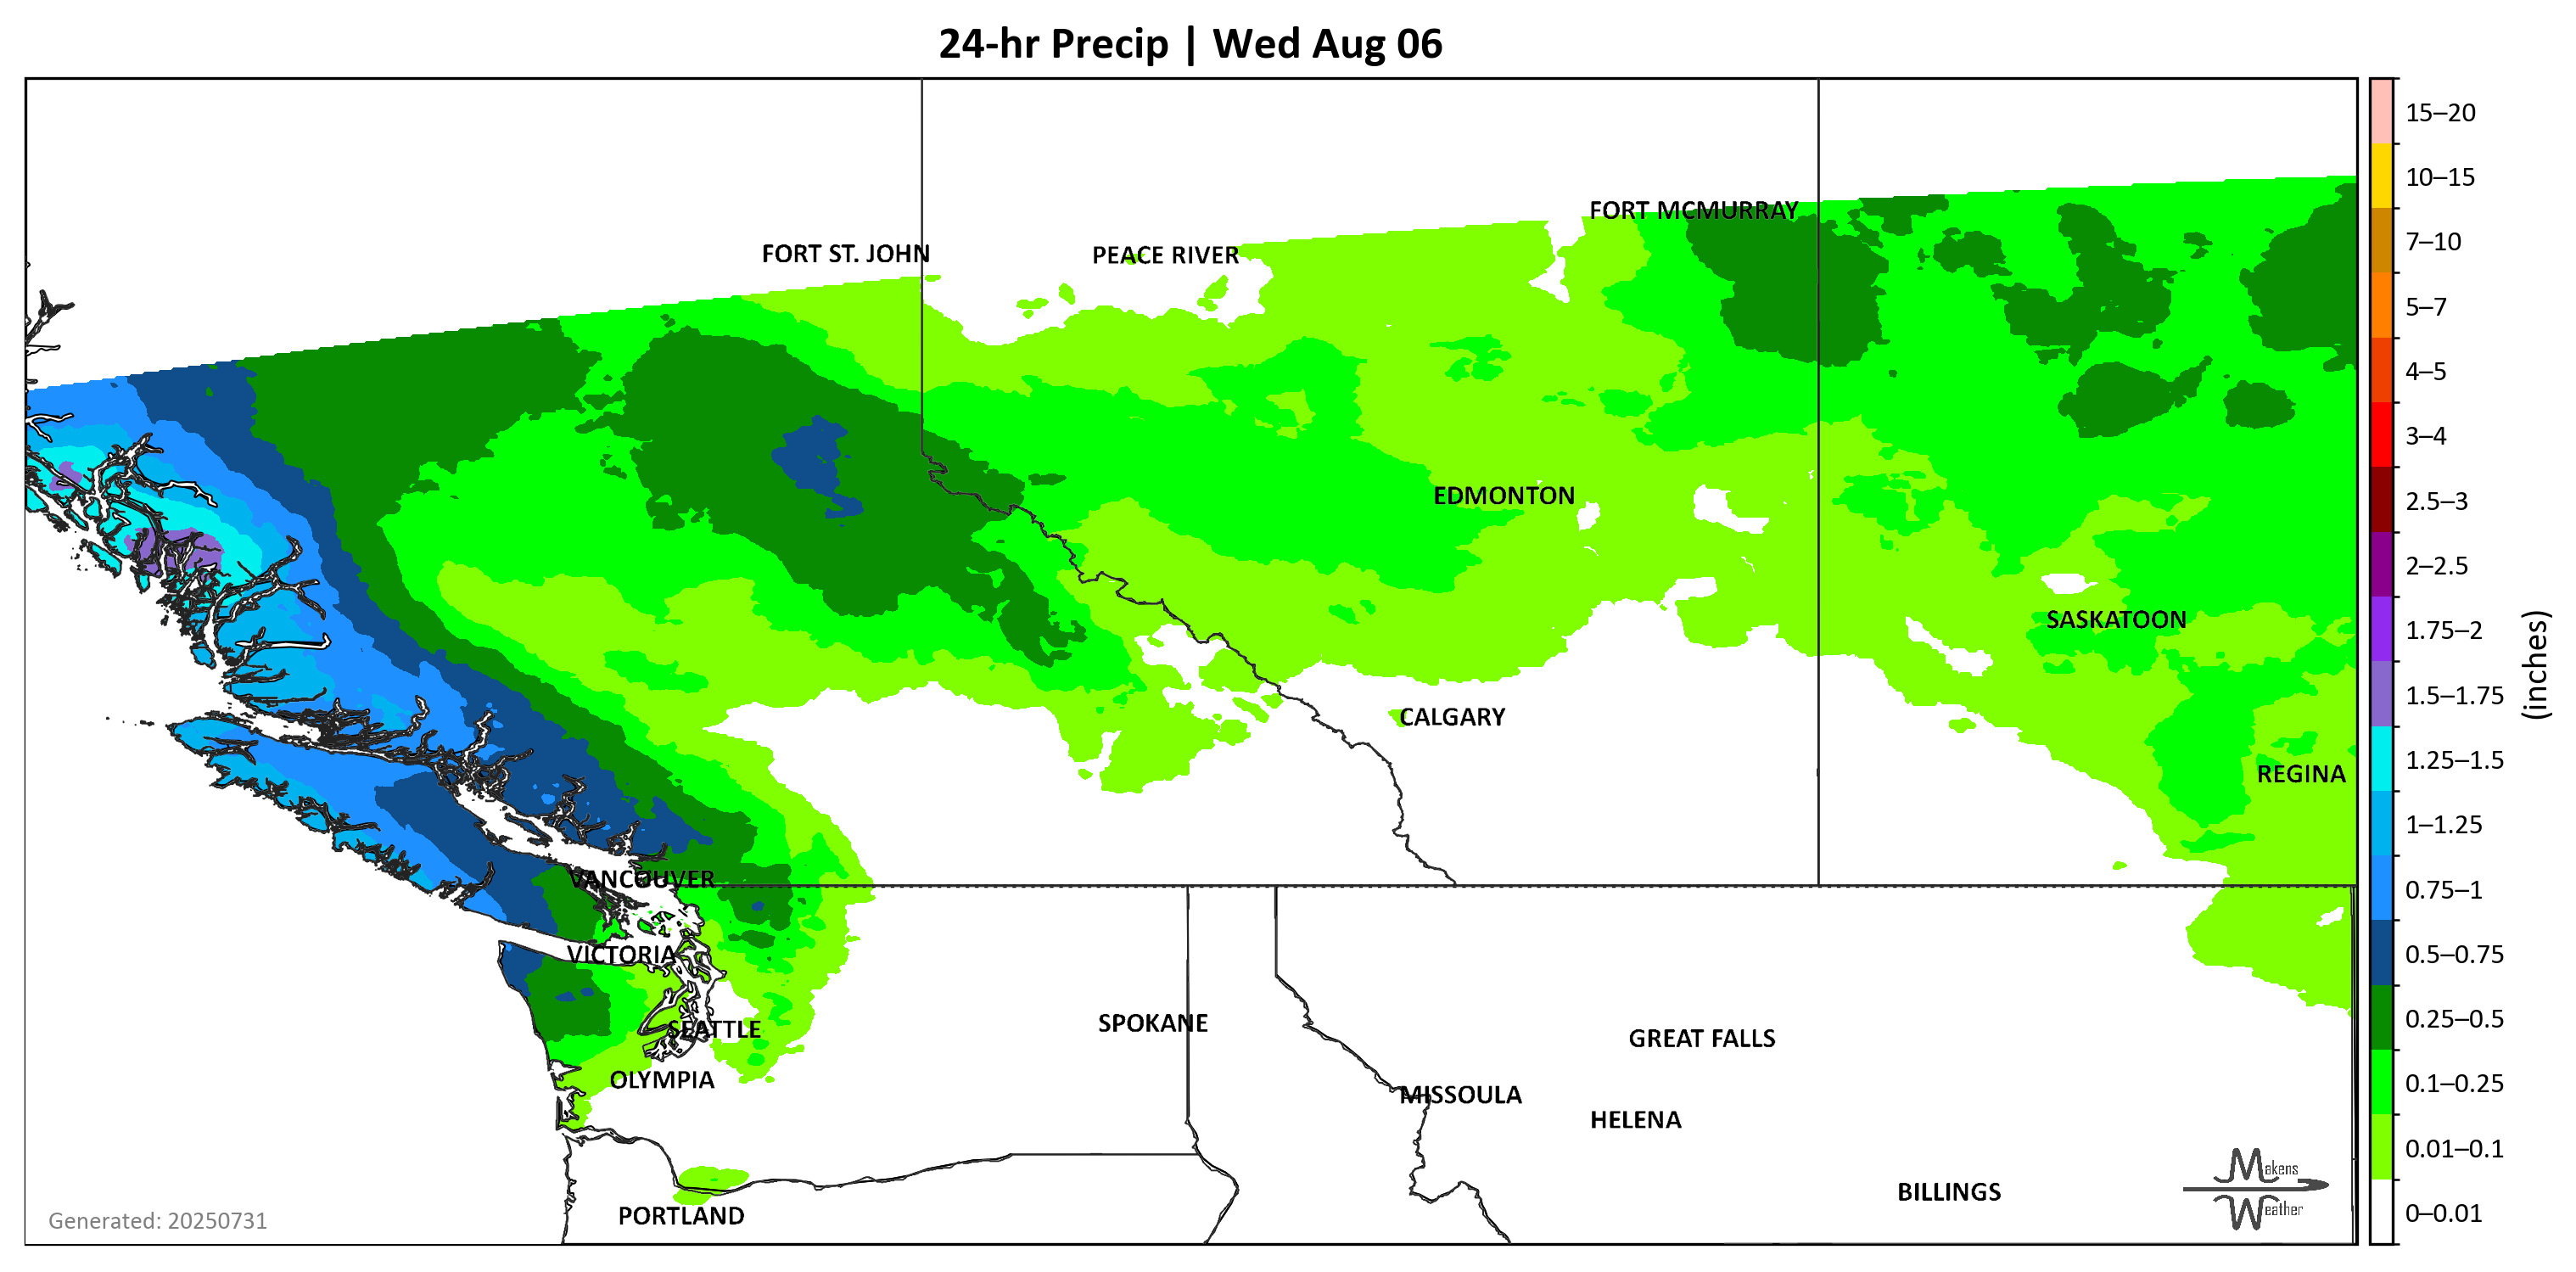 24-hr Precip | Wed Aug 06
FORT MCMURRAY
FORT ST. JOHN
PEACE RIVER
EDMONTON
SASKATOON
CALGARY
REGINA
VANCOUVER
VICTORIA
SEATTLE
SPOKANE
GREAT FALLS
OLYMPIA
MISSOULA
HELENA
BILLINGS
PORTLAND
Generated: 20250731
Makens
Weather
15–20
10–15
7–10
5–7
4–5
3–4
2.5–3
2–2.5
1.75–2
1.5–1.75
1.25–1.5
1–1.25
0.75–1
0.5–0.75
0.25–0.5
0.1–0.25
0.01–0.1
0–0.01
(inches)